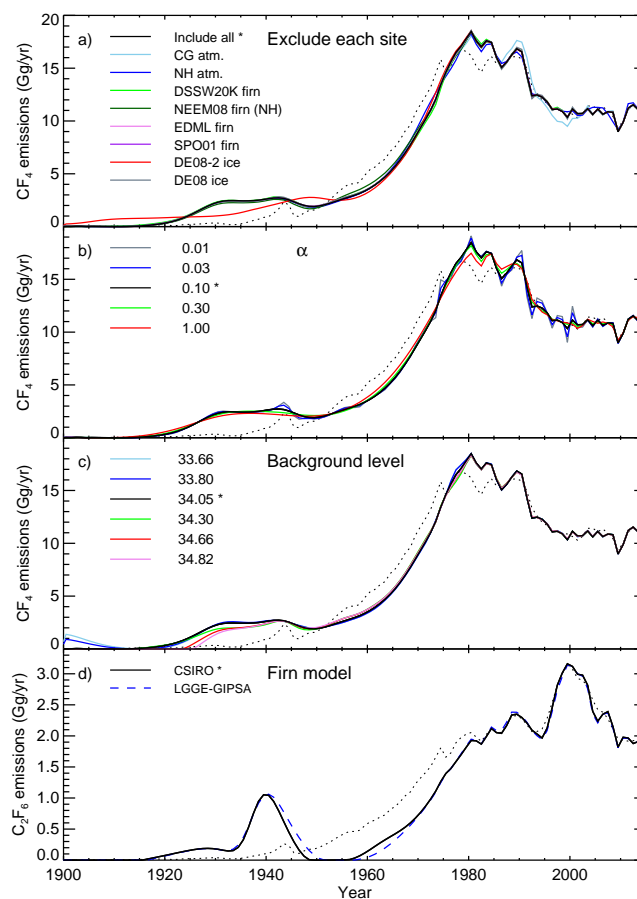 20
15
10
5
0
CF4 emissions (Gg/yr)
a) Exclude each site
Include all *
CG atm.
NH atm.
DSSW20K firn
NEEM08 firn (NH)
EDML firn
SPO01 firn
DE08-2 ice
DE08 ice
15
10
5
0
CF4 emissions (Gg/yr)
b) α
0.01
0.03
0.10 *
0.30
1.00
15
10
5
0
CF4 emissions (Gg/yr)
c) Background level
33.66
33.80
34.05 *
34.30
34.66
34.82
3.0
2.5
2.0
1.5
1.0
0.5
0.0
C2F6 emissions (Gg/yr)
d) Firn model
CSIRO *
LGGE-GIPSA
1900 1920 1940 1960 1980 2000
Year